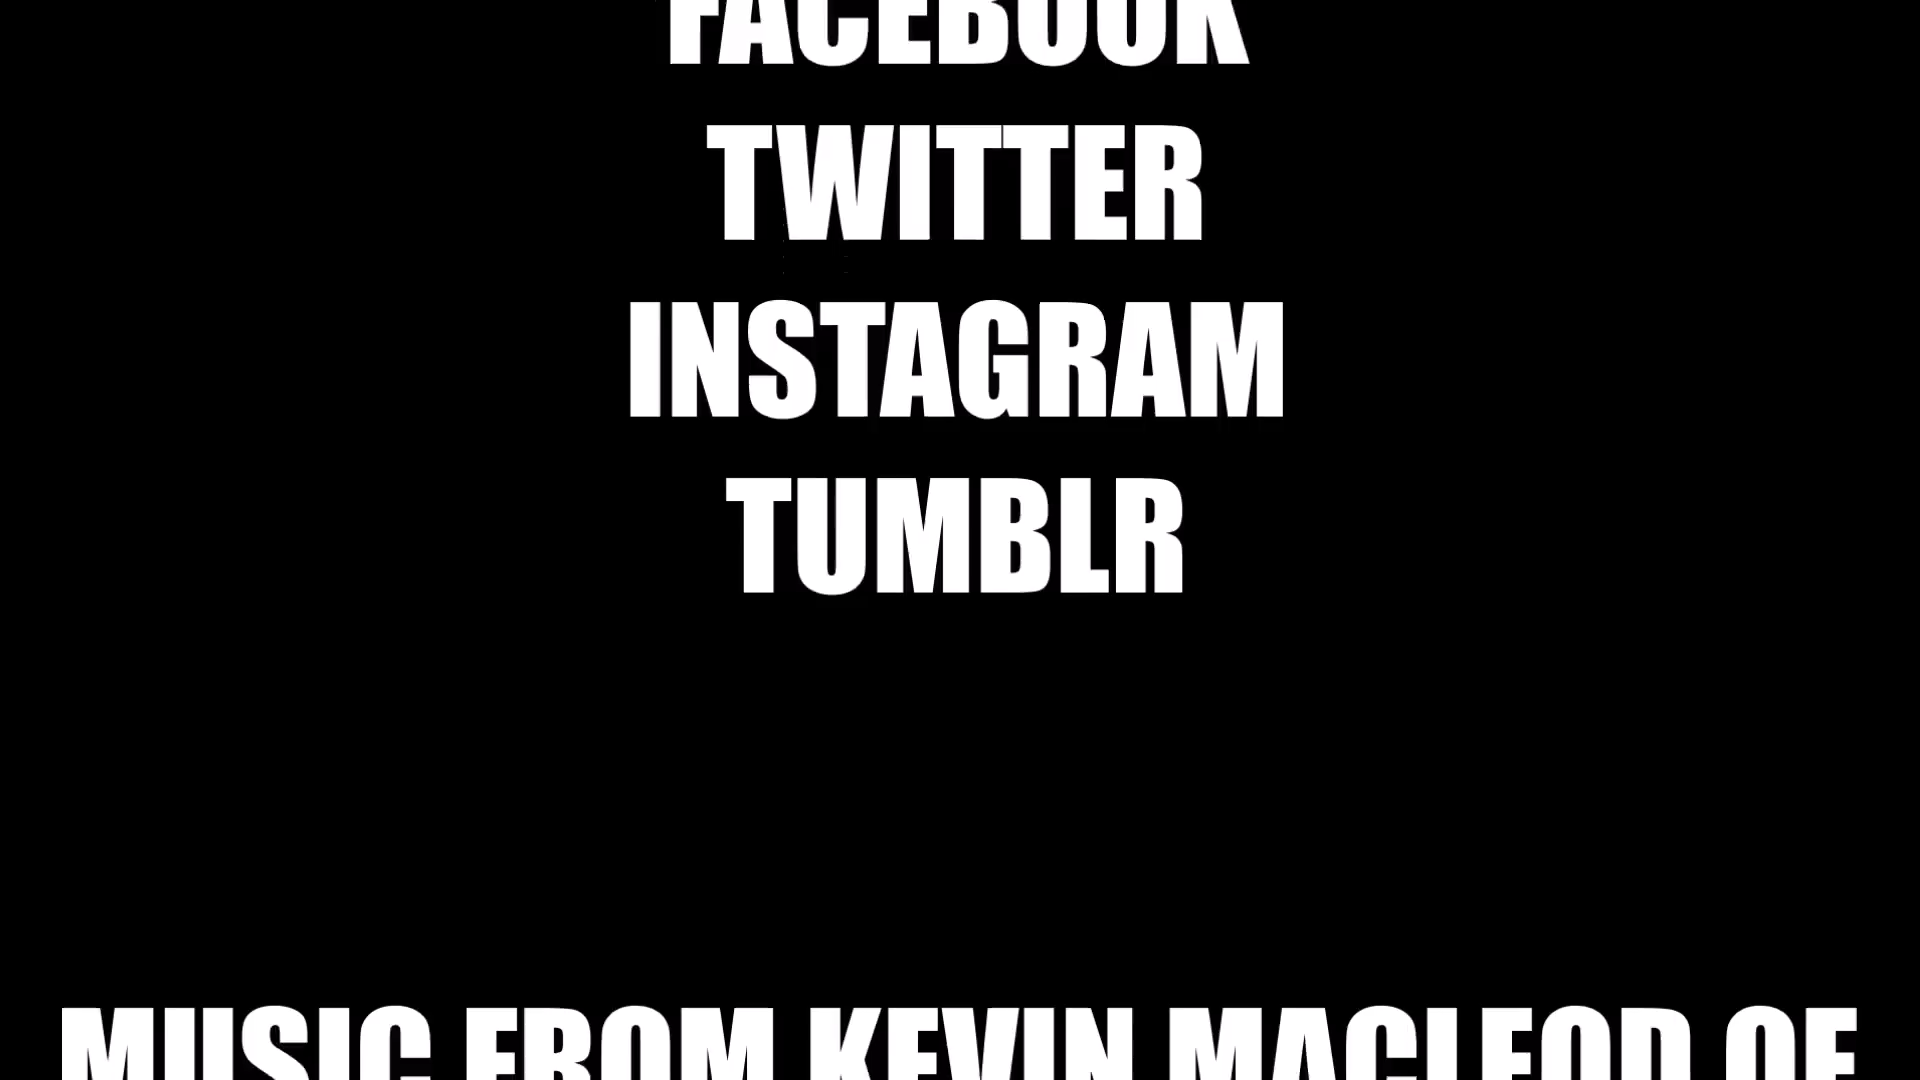 FACEBOOK
TWITTER
INSTAGRAM
TUMBLR
MUSIC FROM KEVIN MACLEOD OF